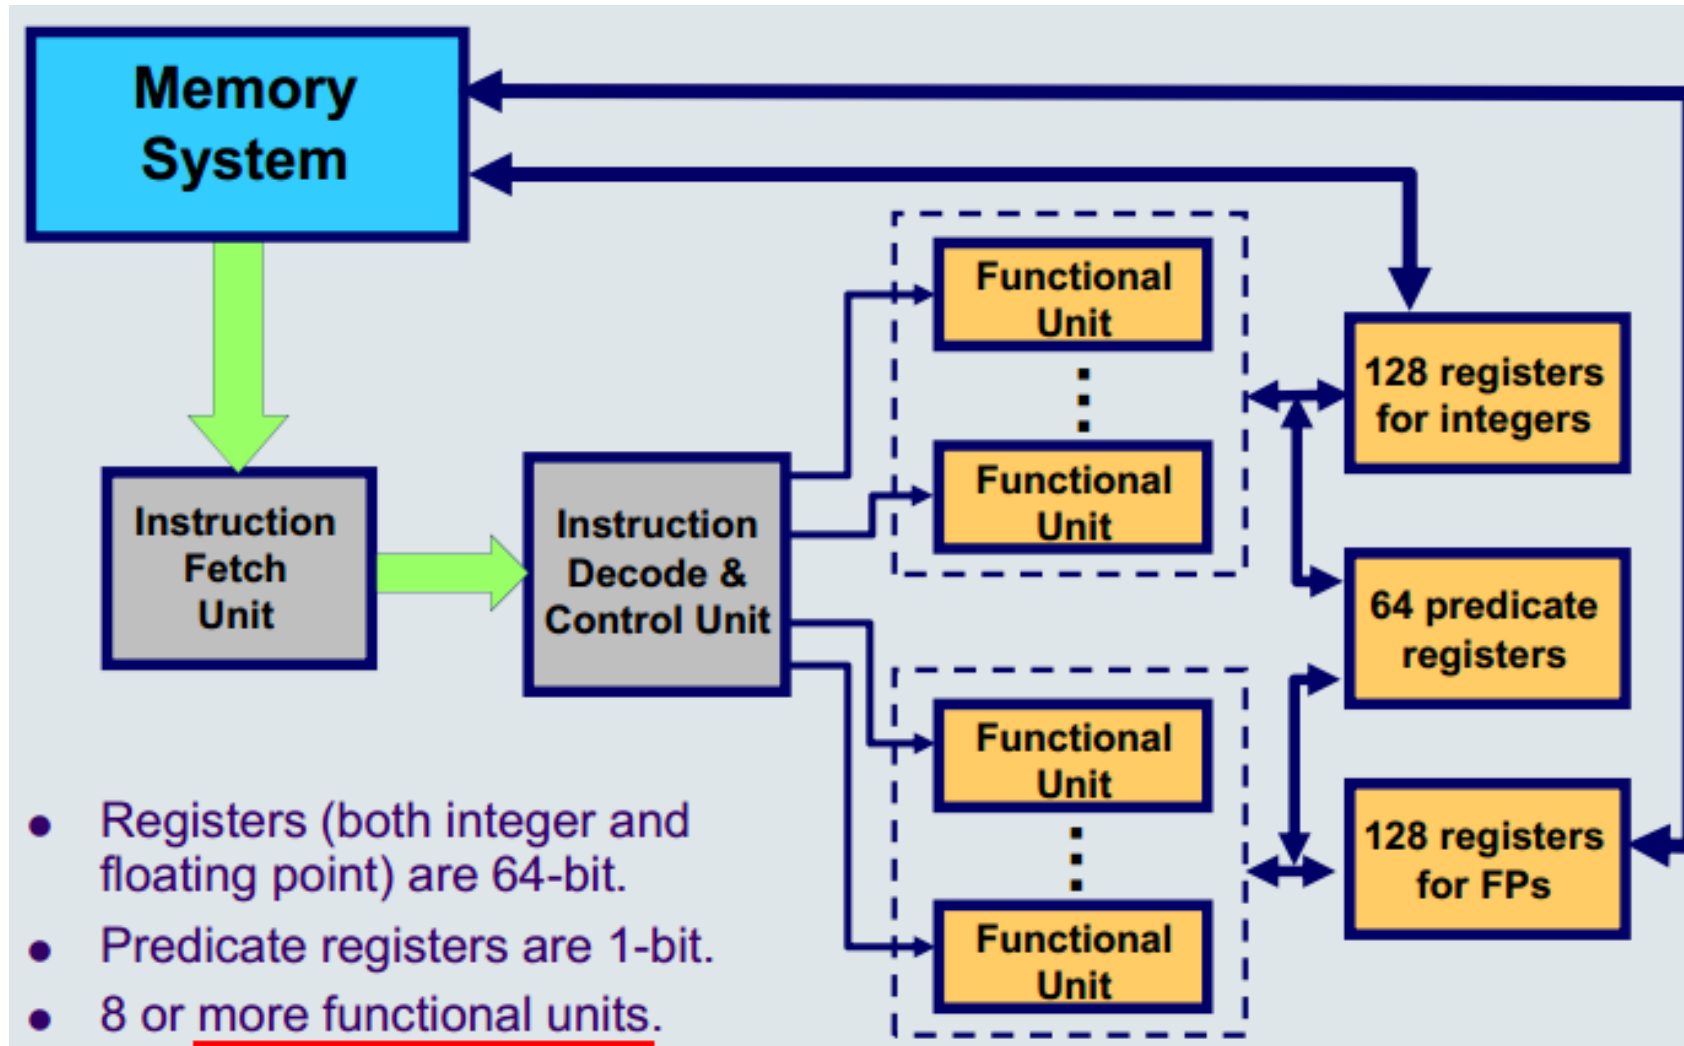 Memory
System
Functional
Unit
128 registers
for integers
Functional
Unit
Instruction
Fetch
Unit
Instruction
Decode &
Control Unit
64 predicate
registers
Functional
Unit
128 registers
for FPs
Functional
Unit
● Registers (both integer and
floating point) are 64-bit.
● Predicate registers are 1-bit.
● 8 or more functional units.